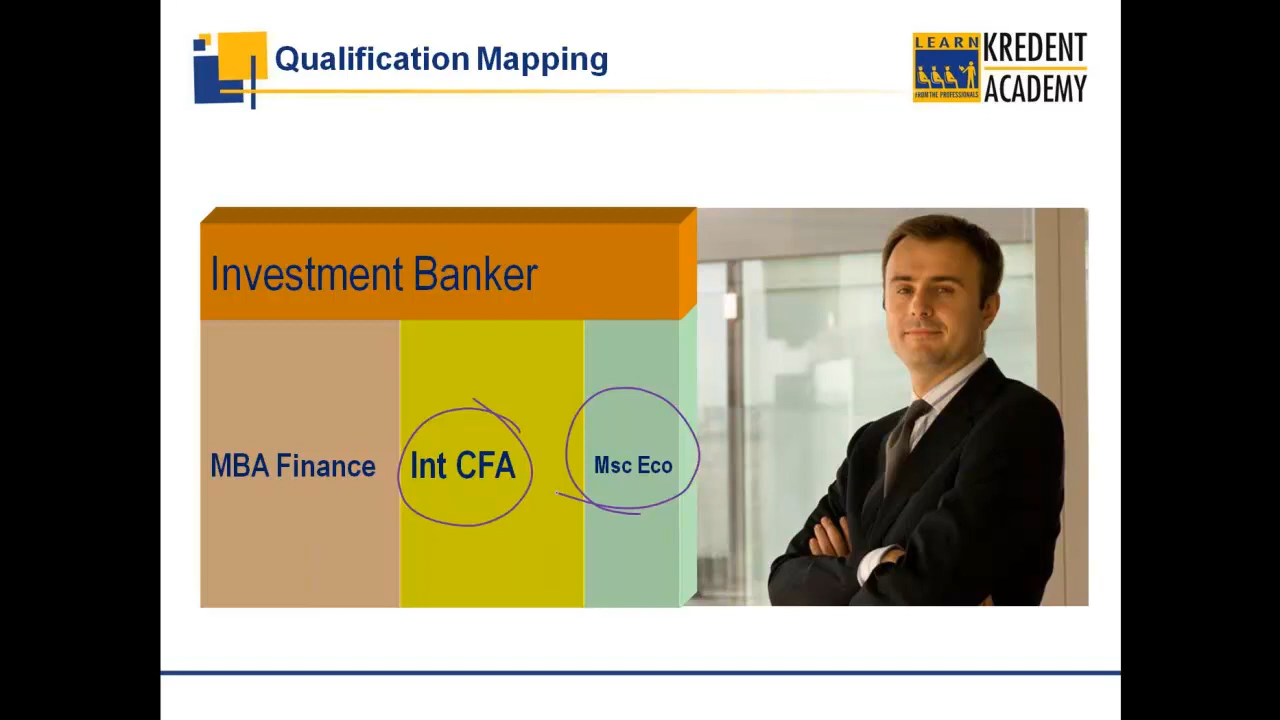 Qualification Mapping
LEARN
FROM THE PROFESSIONALS
KREDENT
ACADEMY
Investment Banker
MBA Finance
Int CFA
Msc Eco